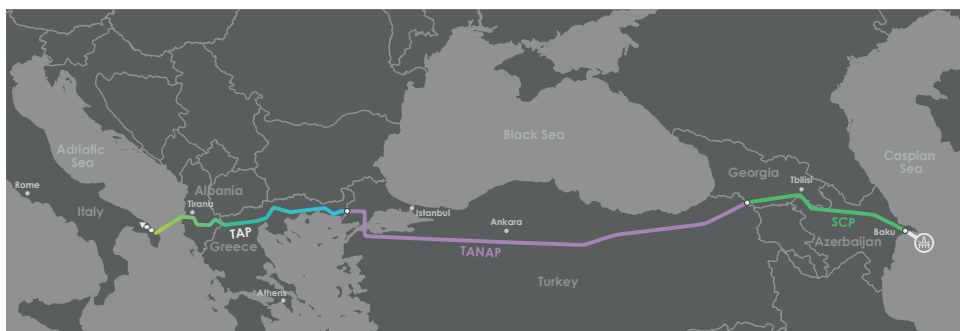 Black Sea
Adriatic
Sea
Caspian
Sea
Georgia
Tbilisi
Rome
Albania
Tirana
Italy
Istanbul
Ankara
TAP
Greece
SCP
Baku
Azerbaijan
TANAP
Turkey
Athens